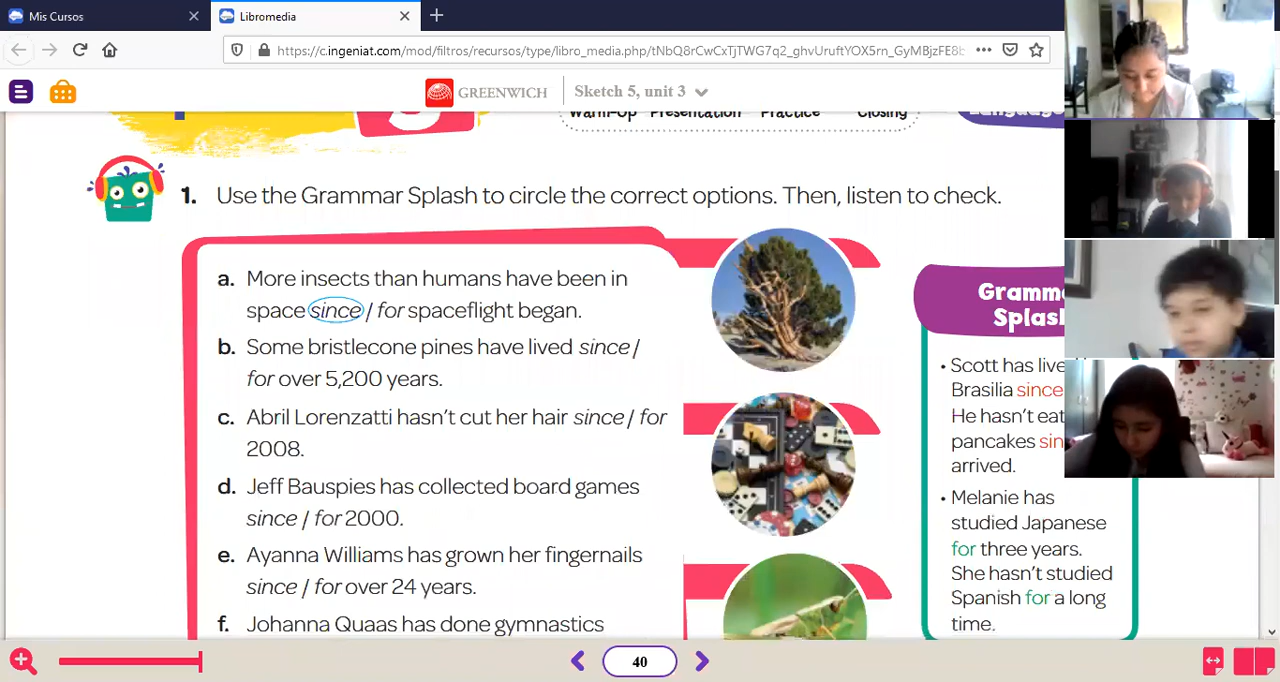 Mis Cursos
Libromedia
https://c.ingeniat.com/mod/filtros/recursos/type/libro_media.php/tNbQ8rCwCxTjTWG7q2_ghvUruftYOX5rn_GyMBjzFE8b
GREENWICH
Sketch 5, unit 3
Warm-Up Presentation Practice Closing
1. Use the Grammar Splash to circle the correct options. Then, listen to check.
a. More insects than humans have been in
space since / for spaceflight began.
b. Some bristlecone pines have lived since /
for over 5,200 years.
c. Abril Lorenzatti hasn't cut her hair since / for
2008.
d. Jeff Bauspies has collected board games
since / for 2000.
e. Ayanna Williams has grown her fingernails
since / for over 24 years.
f. Johanna Quaas has done gymnastics
Splash
• Scott has
Brasilia since
He hasn't
pancakes
arrived.
• Melanie has
studied Japanese
for three years.
She hasn't studied
Spanish for a long
time.
40